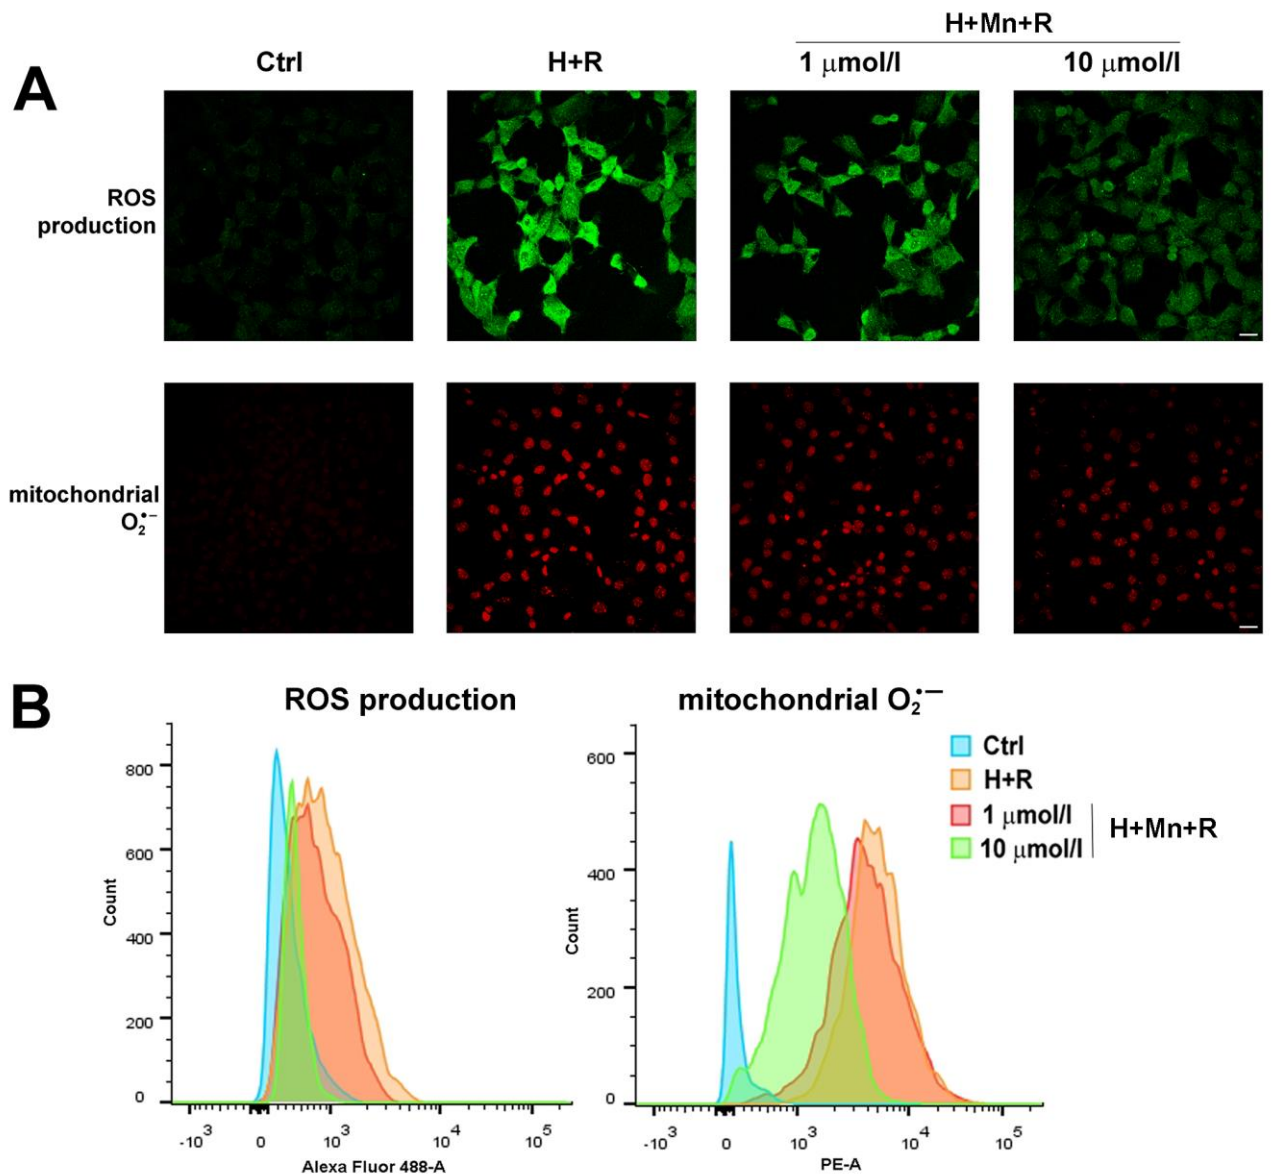 H+Mn+R
Ctrl H+R 1 μmol/l 10 μmol/l
A
ROS
production
mitochondrial
O₂•−
B
ROS production mitochondrial O₂•−
Ctrl
H+R
1 μmol/l
10 μmol/l
H+Mn+R
800
600
400
200
0
Count
-10³ 0 10³ 10⁴ 10⁵
Alexa Fluor 488-A
600
400
200
0
Count
-10³ 0 10³ 10⁴ 10⁵
PE-A